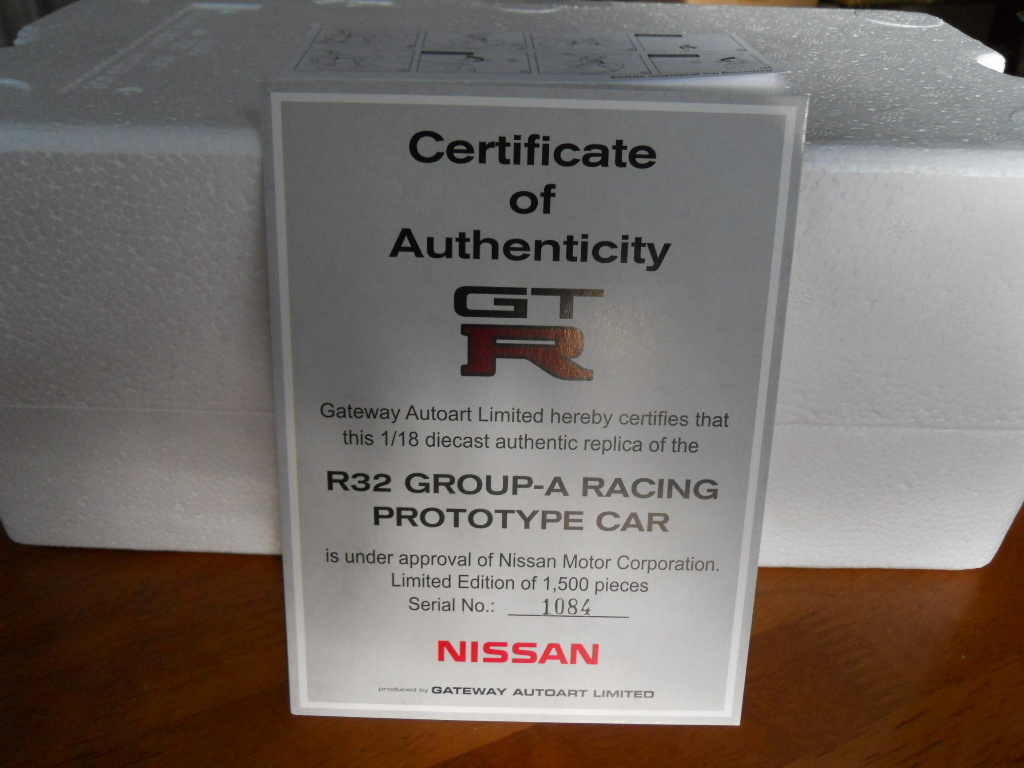 Certificate
of
Authenticity
GT
R
Gateway Autoart Limited hereby certifies that
this 1/18 diecast authentic replica of the
R32 GROUP-A RACING
PROTOTYPE CAR
is under approval of Nissan Motor Corporation.
Limited Edition of 1,500 pieces
Serial No.: 1084
NISSAN
produced by GATEWAY AUTOART LIMITED